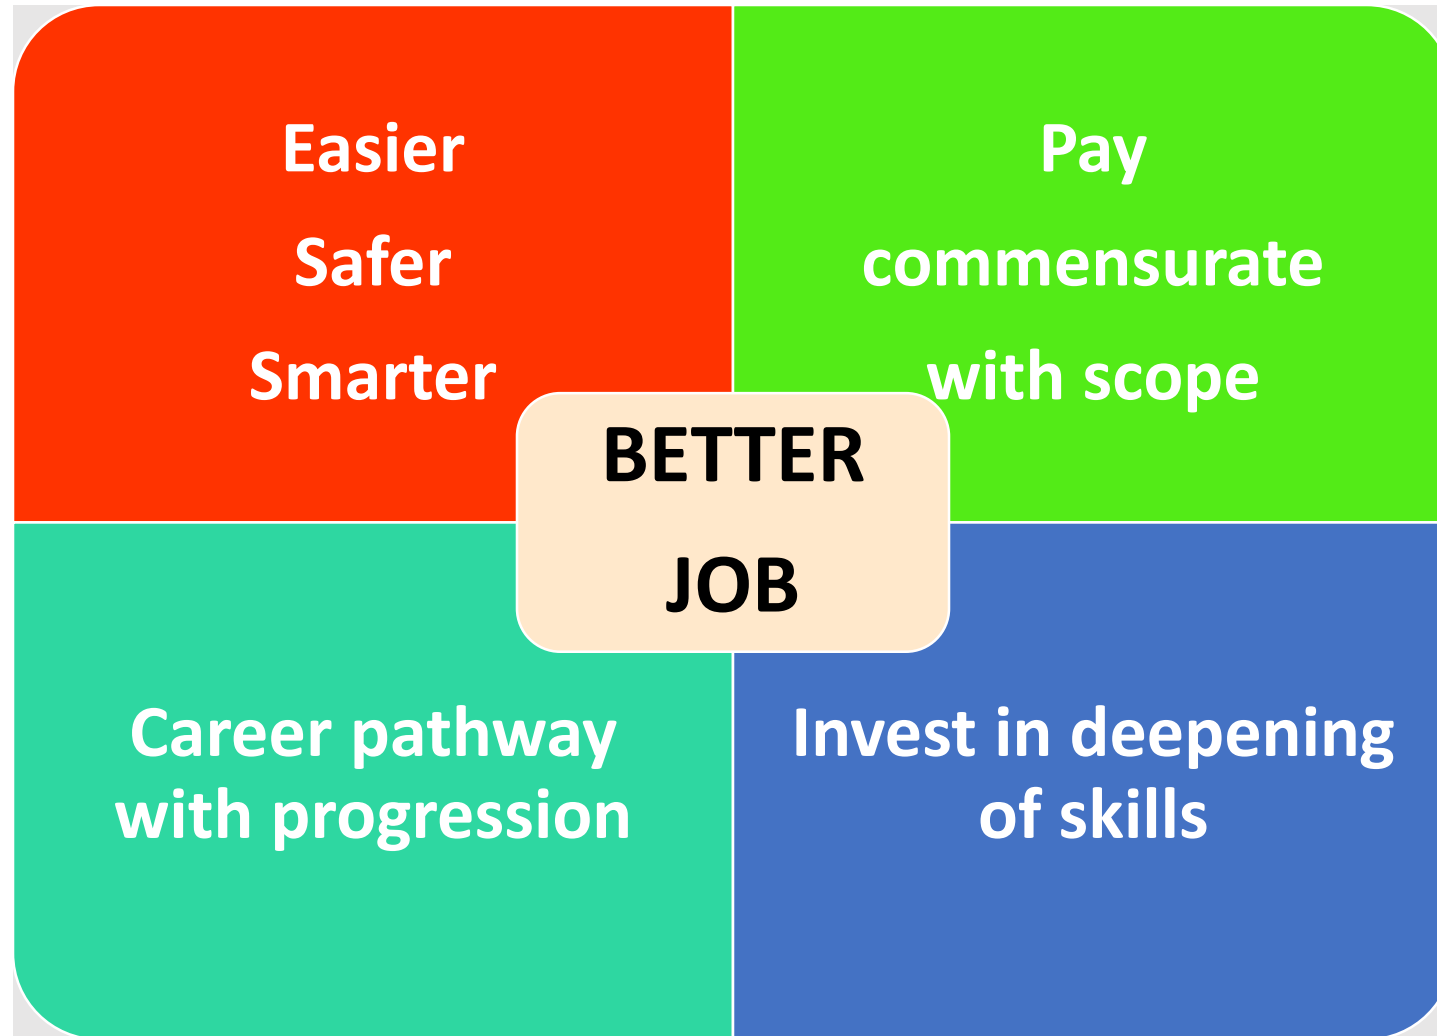 Easier
Safer
Smarter
Pay
commensurate
with scope
BETTER
JOB
Career pathway
with progression
Invest in deepening
of skills